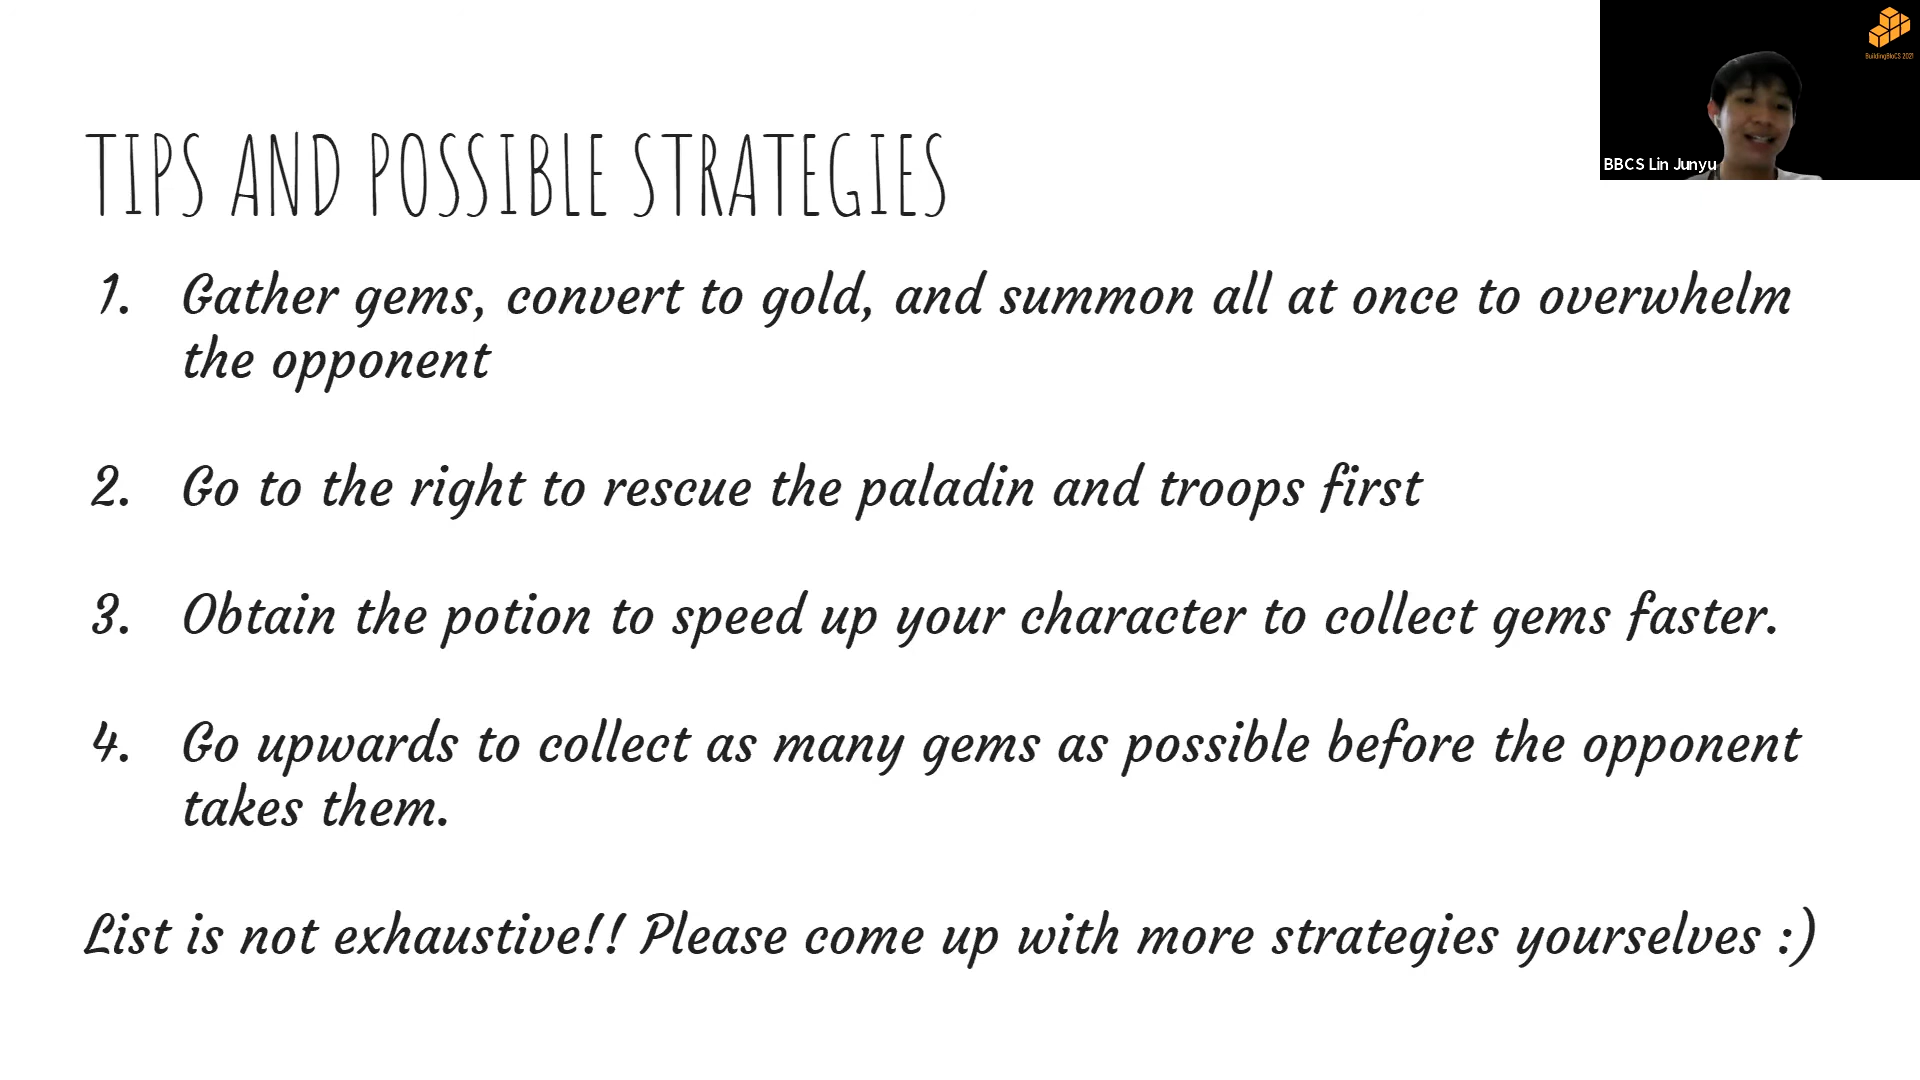 BuildingBloCS 2021
BBCS Lin Junyu
TIPS AND POSSIBLE STRATEGIES
1. Gather gems, convert to gold, and summon all at once to overwhelm
the opponent
2. Go to the right to rescue the paladin and troops first
3. Obtain the potion to speed up your character to collect gems faster.
4. Go upwards to collect as many gems as possible before the opponent
takes them.
List is not exhaustive!! Please come up with more strategies yourselves :)